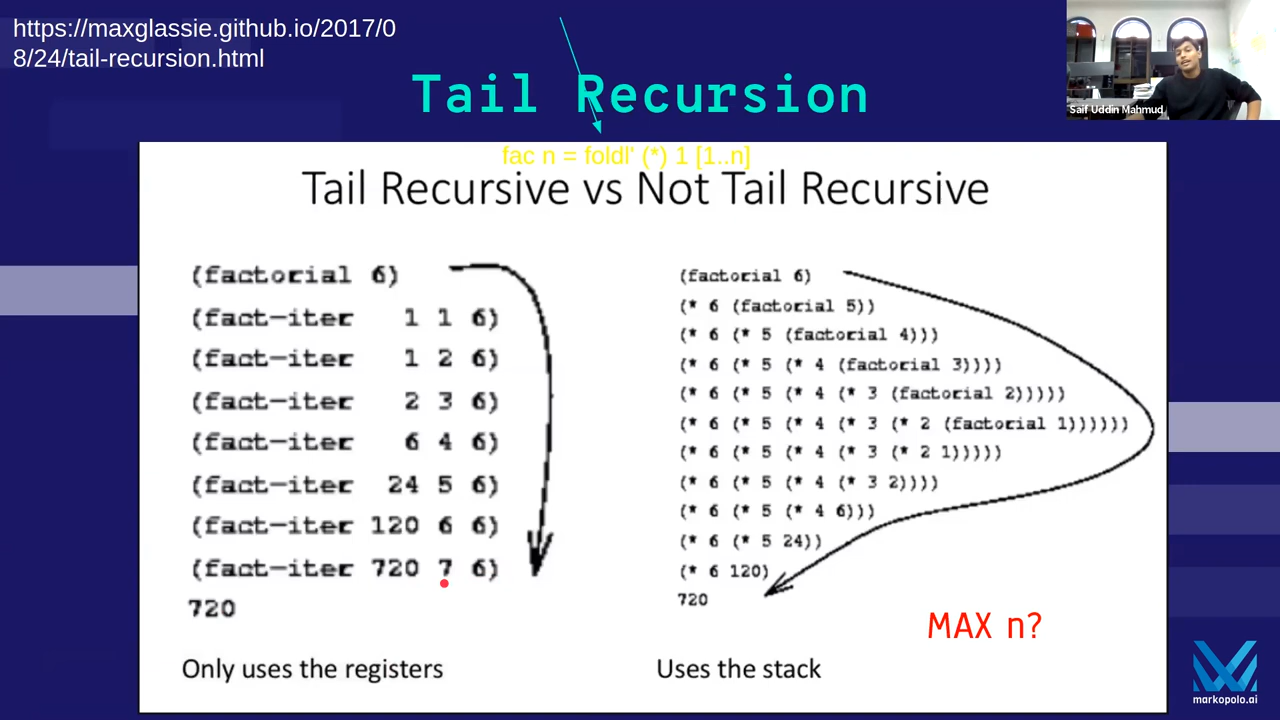 https://maxglassie.github.io/2017/0
8/24/tail-recursion.html
Tail Recursion
Saif Uddin Mahmud
fac n = foldl' (*) 1 [1..n]
Tail Recursive vs Not Tail Recursive
(factorial 6)
(fact-iter 1 1 6)
(fact-iter 1 2 6)
(fact-iter 2 3 6)
(fact-iter 6 4 6)
(fact-iter 24 5 6)
(fact-iter 120 6 6)
(fact-iter 720 7 6)
720
Only uses the registers
(factorial 6)
(* 6 (factorial 5))
(* 6 (* 5 (factorial 4)))
(* 6 (* 5 (* 4 (factorial 3))))
(* 6 (* 5 (* 4 (* 3 (factorial 2)))))
(* 6 (* 5 (* 4 (* 3 (* 2 (factorial 1))))))
(* 6 (* 5 (* 4 (* 3 (* 2 1)))))
(* 6 (* 5 (* 4 (* 3 2))))
(* 6 (* 5 (* 4 6)))
(* 6 (* 5 24))
(* 6 120)
720
Uses the stack
MAX n?
markopolo.ai